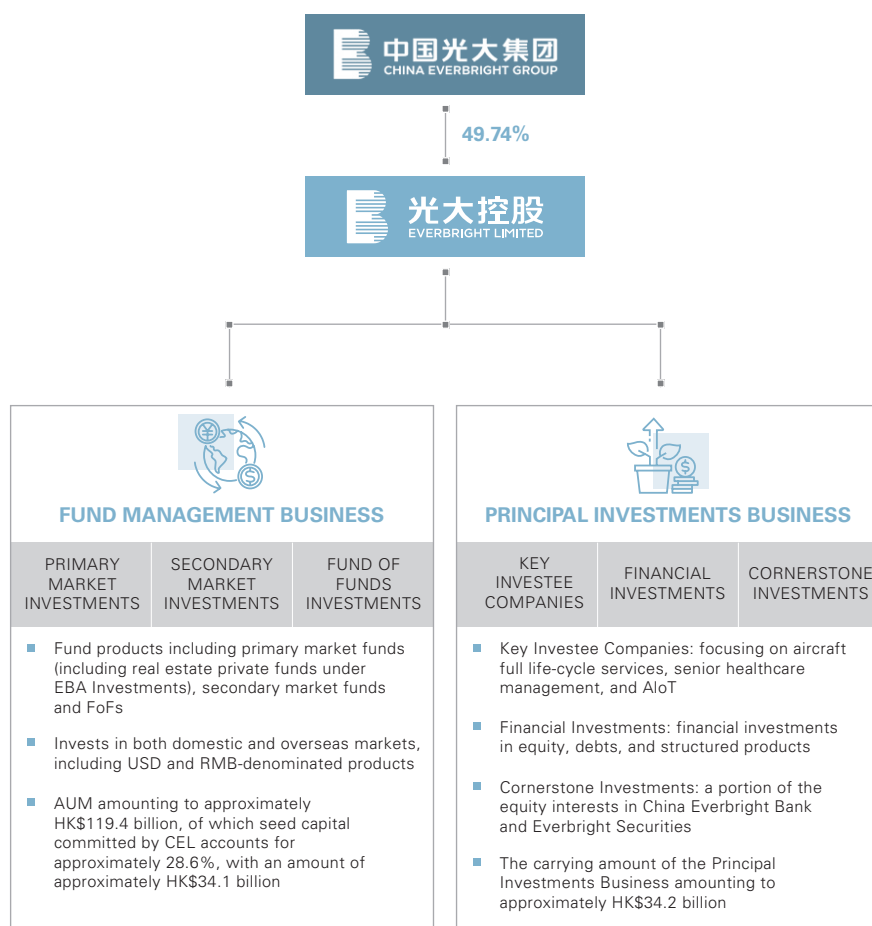 中国光大集团
CHINA EVERBRIGHT GROUP
49.74%
光大控股
EVERBRIGHT LIMITED
¥
$
FUND MANAGEMENT BUSINESS
PRIMARY
MARKET
INVESTMENTS
SECONDARY
MARKET
INVESTMENTS
FUND OF
FUNDS
INVESTMENTS
Fund products including primary market funds
(including real estate private funds under
EBA Investments), secondary market funds
and FoFs
Invests in both domestic and overseas markets,
including USD and RMB-denominated products
AUM amounting to approximately
HK$119.4 billion, of which seed capital
committed by CEL accounts for
approximately 28.6%, with an amount of
approximately HK$34.1 billion
$
PRINCIPAL INVESTMENTS BUSINESS
KEY
INVESTEE
COMPANIES
FINANCIAL
INVESTMENTS
CORNERSTONE
INVESTMENTS
Key Investee Companies: focusing on aircraft
full life-cycle services, senior healthcare
management, and AIoT
Financial Investments: financial investments
in equity, debts, and structured products
Cornerstone Investments: a portion of the
equity interests in China Everbright Bank
and Everbright Securities
The carrying amount of the Principal
Investments Business amounting to
approximately HK$34.2 billion